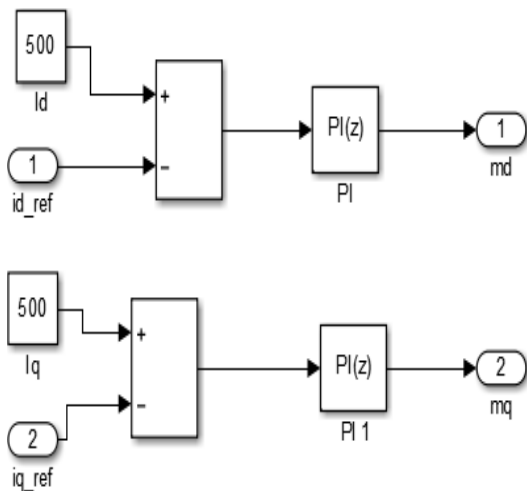 500
Id
+
PI(z)
1
1
−
id_ref
PI
md
500
Iq
+
PI(z)
2
−
2
PI 1
mq
iq_ref